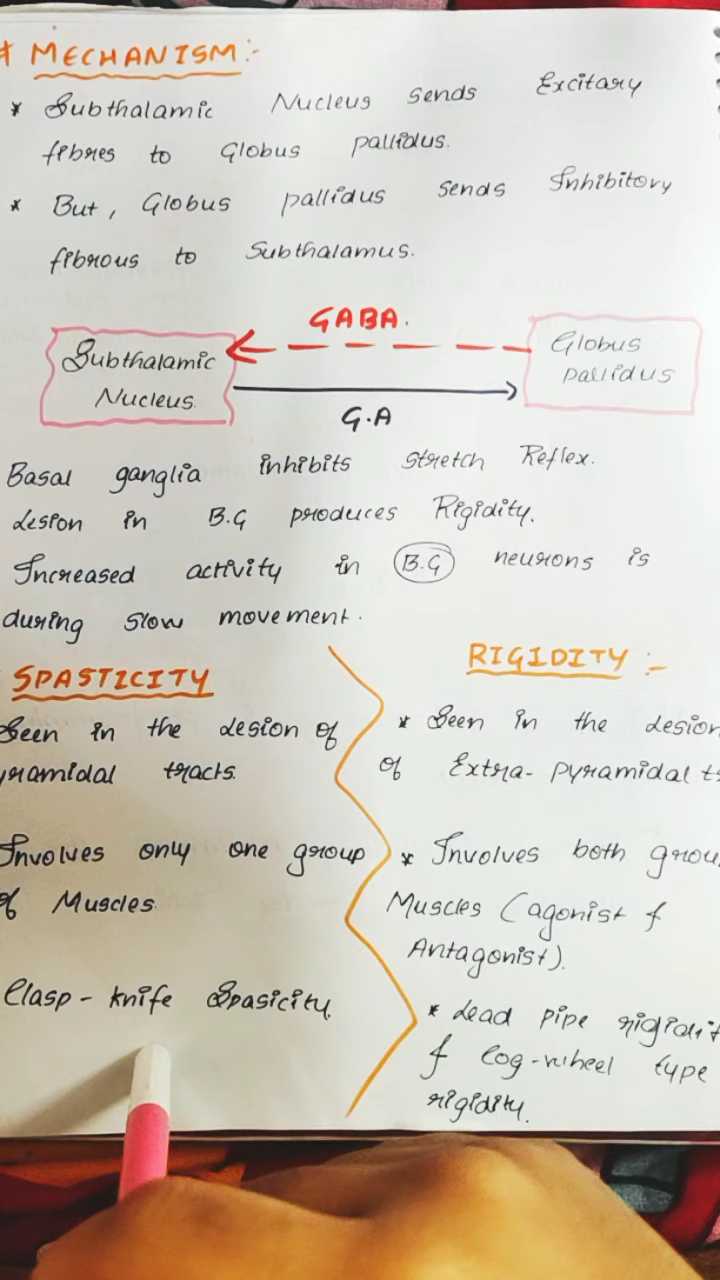 * MECHANISM:-
* Subthalamic Nucleus sends Excitary
fibres to Globus pallidus.
* But, Globus pallidus sends Inhibitory
fibrous to Subthalamus.
GABA.
Subthalamic
Nucleus.
Globus
pallidus
G.A
Basal ganglia inhibits stretch Reflex.
Lesion in B.G produces Rigidity.
Increased activity in B.G neurons is
during slow movement.
SPASTICITY
Seen in the Lesion of
yramidal tracts.
Involves only one group
of Muscles.
Clasp-knife Spasicity.
RIGIDITY :-
* Seen in the Lesion
of Extra-pyramidal t
* Involves both grou
Muscles (agonist &
Antagonist).
* Lead pipe rigidit
& Cog-wheel type
rigidity.